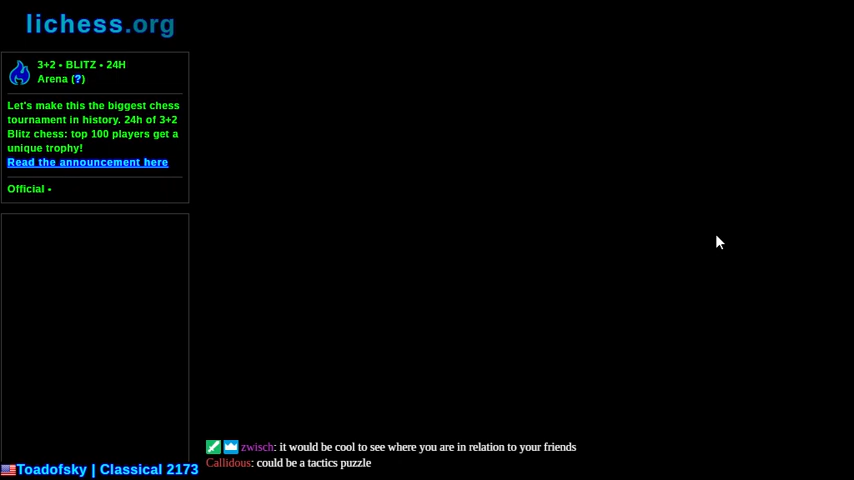 lichess.org
3+2 • BLITZ • 24H
Arena (?)
Let's make this the biggest chess
tournament in history. 24h of 3+2
Blitz chess: top 100 players get a
unique trophy!
Read the announcement here
Official •
zwisch: it would be cool to see where you are in relation to your friends
Callidous: could be a tactics puzzle
Toadofsky | Classical 2173